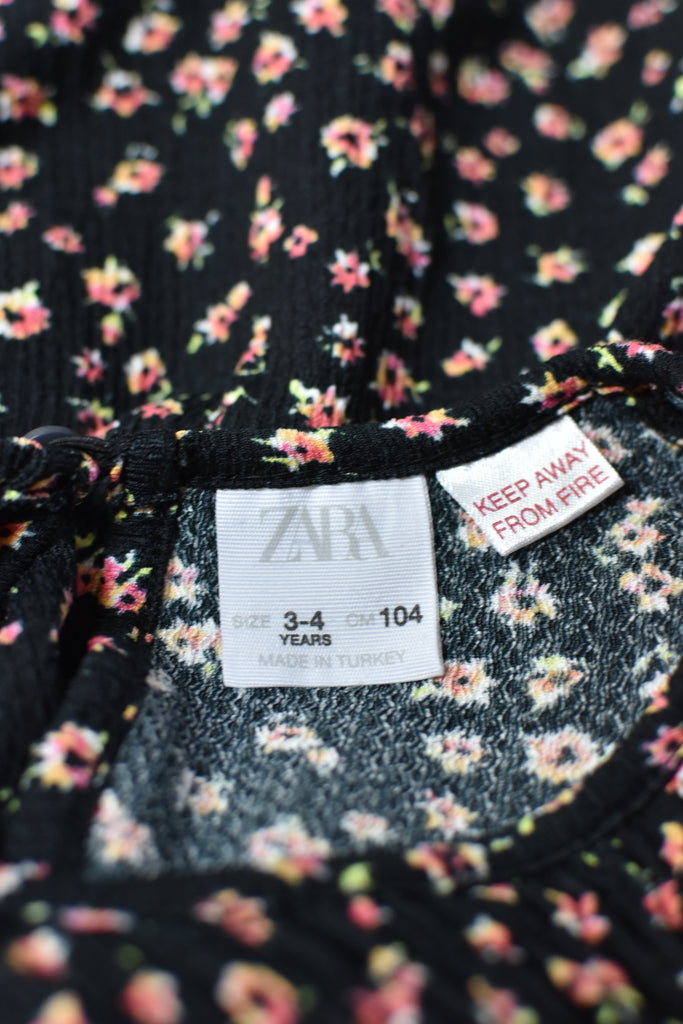 ZARA
SIZE 3-4 CM 104
YEARS
MADE IN TURKEY
KEEP AWAY
FROM FIRE